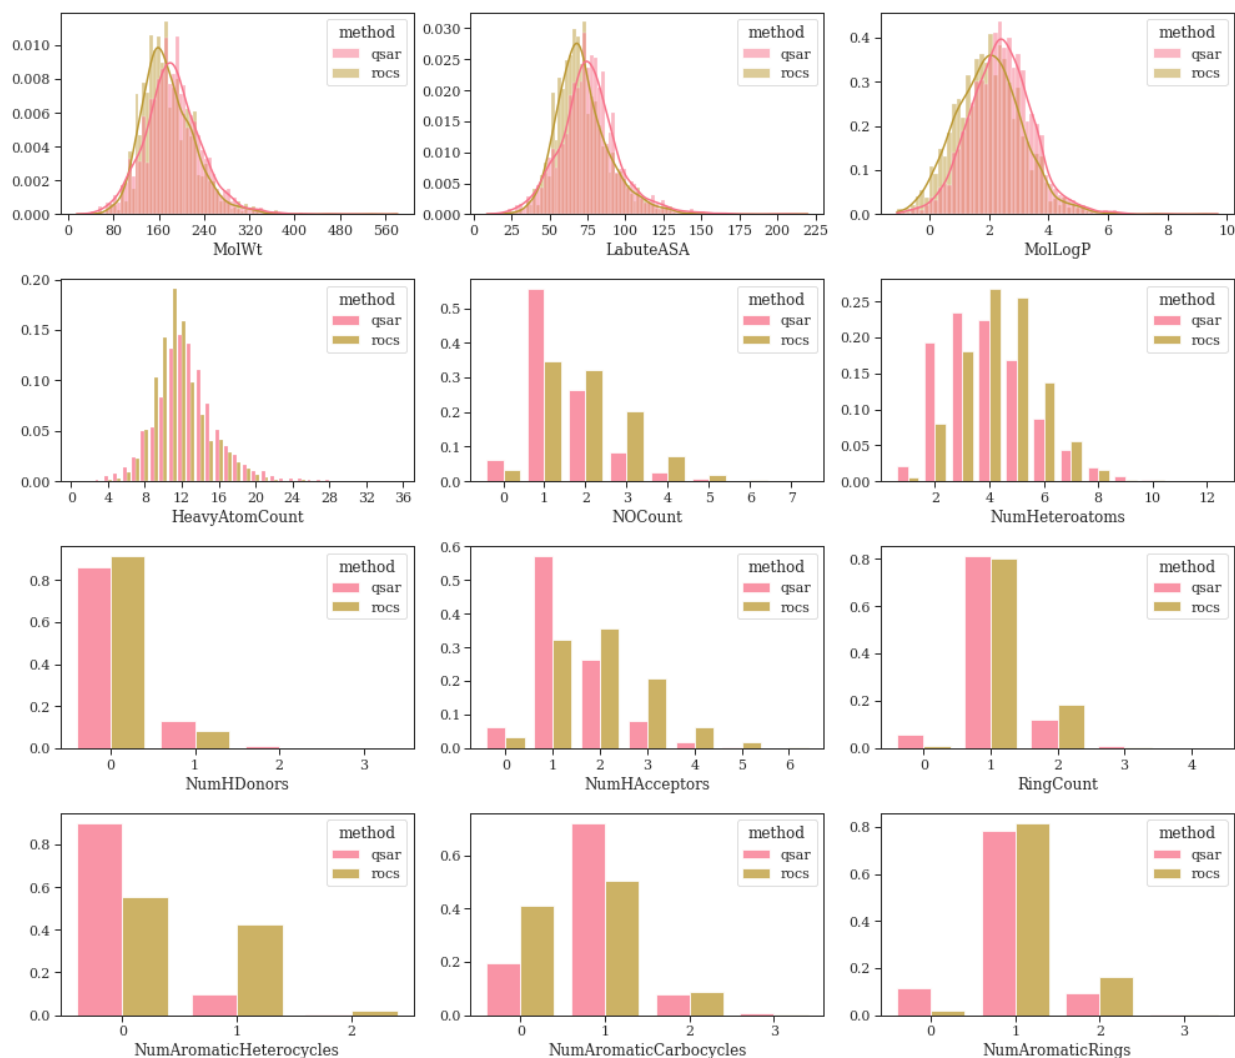 method
qsar
rocs
0.010
0.008
0.006
0.004
0.002
0.000
0 80 160 240 320 400 480 560
MolWt
method
qsar
rocs
0.030
0.025
0.020
0.015
0.010
0.005
0.000
0 25 50 75 100 125 150 175 200 225
LabuteASA
method
qsar
rocs
0.4
0.3
0.2
0.1
0.0
0 2 4 6 8 10
MolLogP
method
qsar
rocs
0.20
0.15
0.10
0.05
0.00
0 4 8 12 16 20 24 28 32 36
HeavyAtomCount
method
qsar
rocs
0.5
0.4
0.3
0.2
0.1
0.0
0 1 2 3 4 5 6 7
NOCount
method
qsar
rocs
0.25
0.20
0.15
0.10
0.05
0.00
2 3 4 5 6 8 10 12
NumHeteroatoms
method
qsar
rocs
0.8
0.6
0.4
0.2
0.0
0 1 2 3
NumHDonors
method
qsar
rocs
0.6
0.5
0.4
0.3
0.2
0.1
0.0
0 1 2 3 4 5 6
NumHAcceptors
method
qsar
rocs
0.8
0.6
0.4
0.2
0.0
0 1 2 3 4
RingCount
method
qsar
rocs
0.8
0.6
0.4
0.2
0.0
0 1 2
NumAromaticHeterocycles
method
qsar
rocs
0.6
0.4
0.2
0.0
0 1 2 3
NumAromaticCarbocycles
method
qsar
rocs
0.8
0.6
0.4
0.2
0.0
0 1 2 3
NumAromaticRings